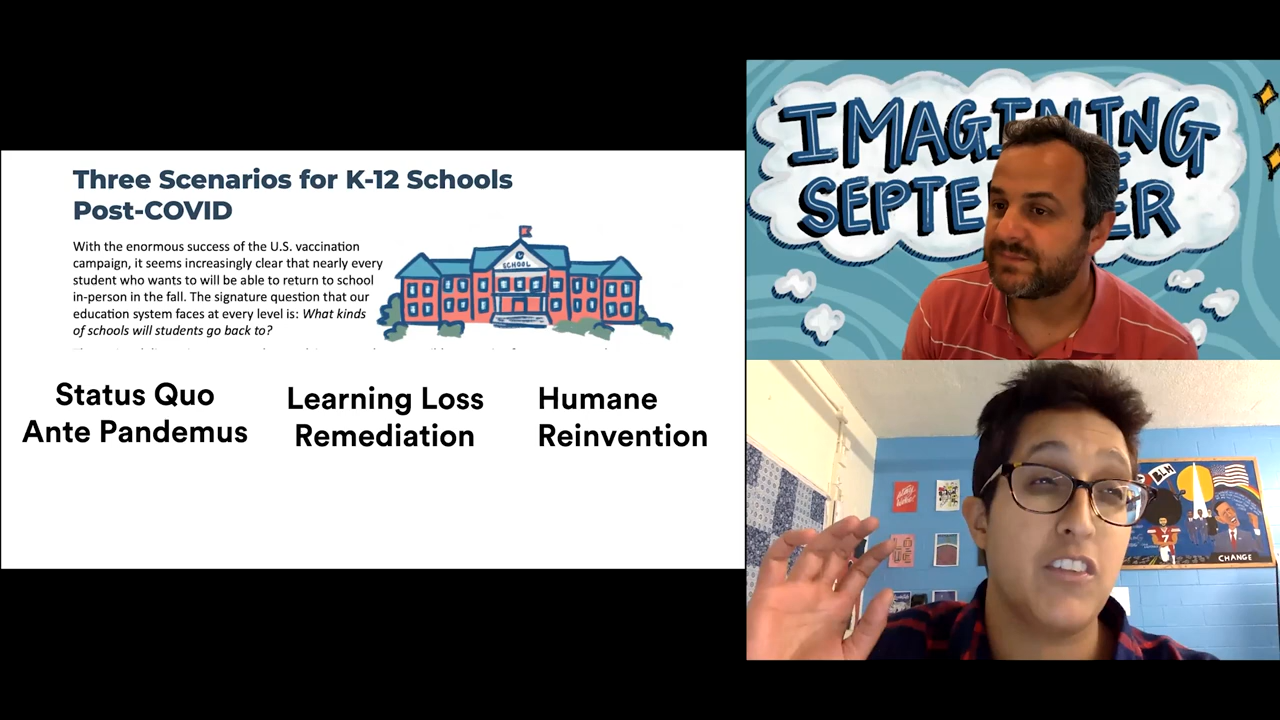 Three Scenarios for K-12 Schools
Post-COVID
With the enormous success of the U.S. vaccination
campaign, it seems increasingly clear that nearly every
student who wants to will be able to return to school
in-person in the fall. The signature question that our
education system faces at every level is: What kinds
of schools will students go back to?
SCHOOL
Status Quo
Ante Pandemus
Learning Loss
Remediation
Humane
Reinvention
IMAGINING
SEPTE ER
BLM
7
CHANGE